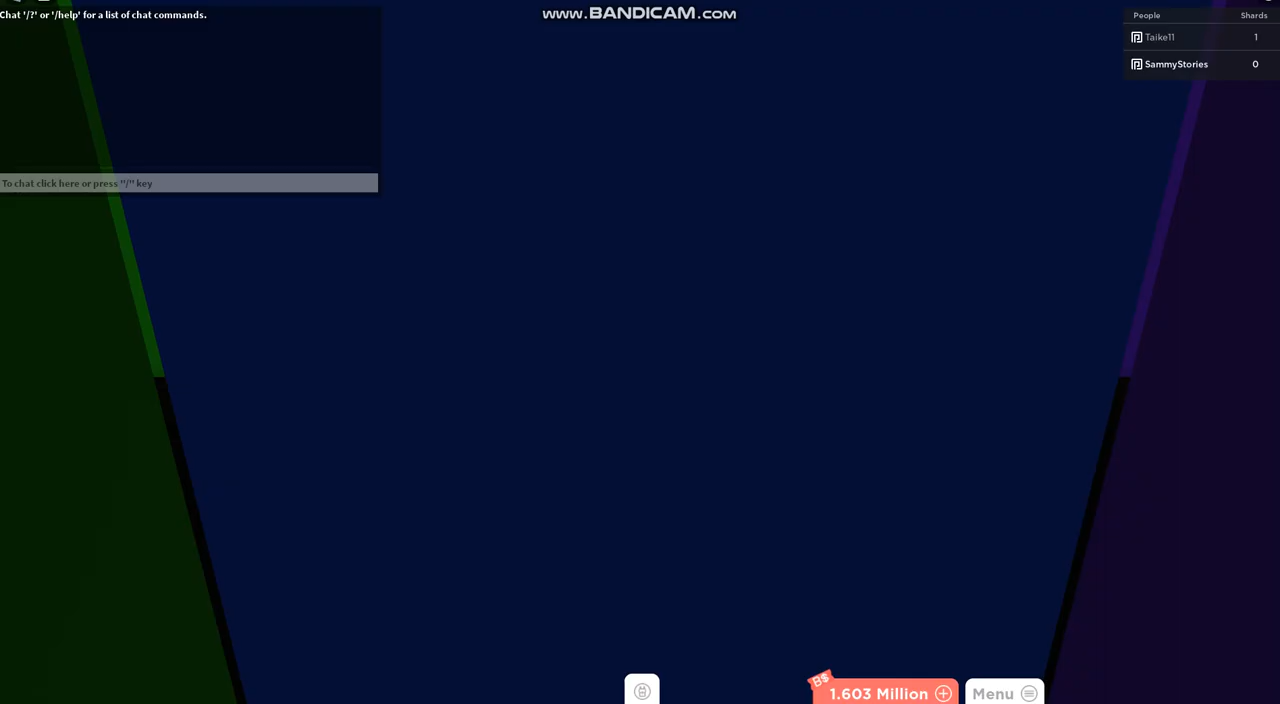 Chat '/?' or '/help' for a list of chat commands.
WWW.BANDICAM.COM
People Shards
Taike11 1
SammyStories 0
To chat click here or press "/" key
B$
1.603 Million
Menu